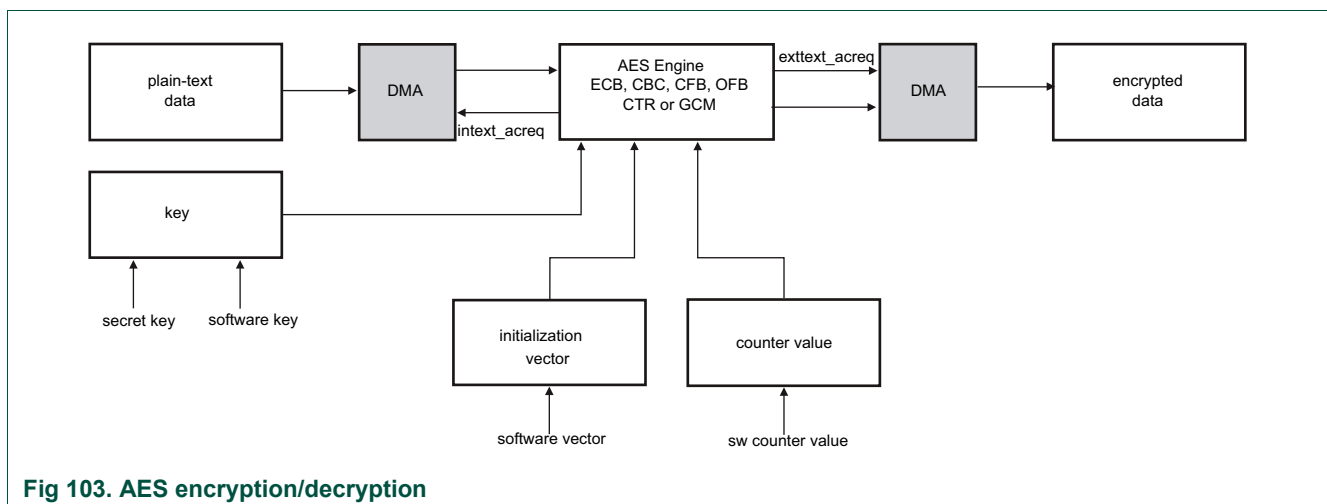 plain-text
data
DMA
AES Engine
ECB, CBC, CFB, OFB
CTR or GCM
intext_acreq
exttext_acreq
DMA
encrypted
data
key
secret key
software key
initialization
vector
software vector
counter value
sw counter value
Fig 103. AES encryption/decryption